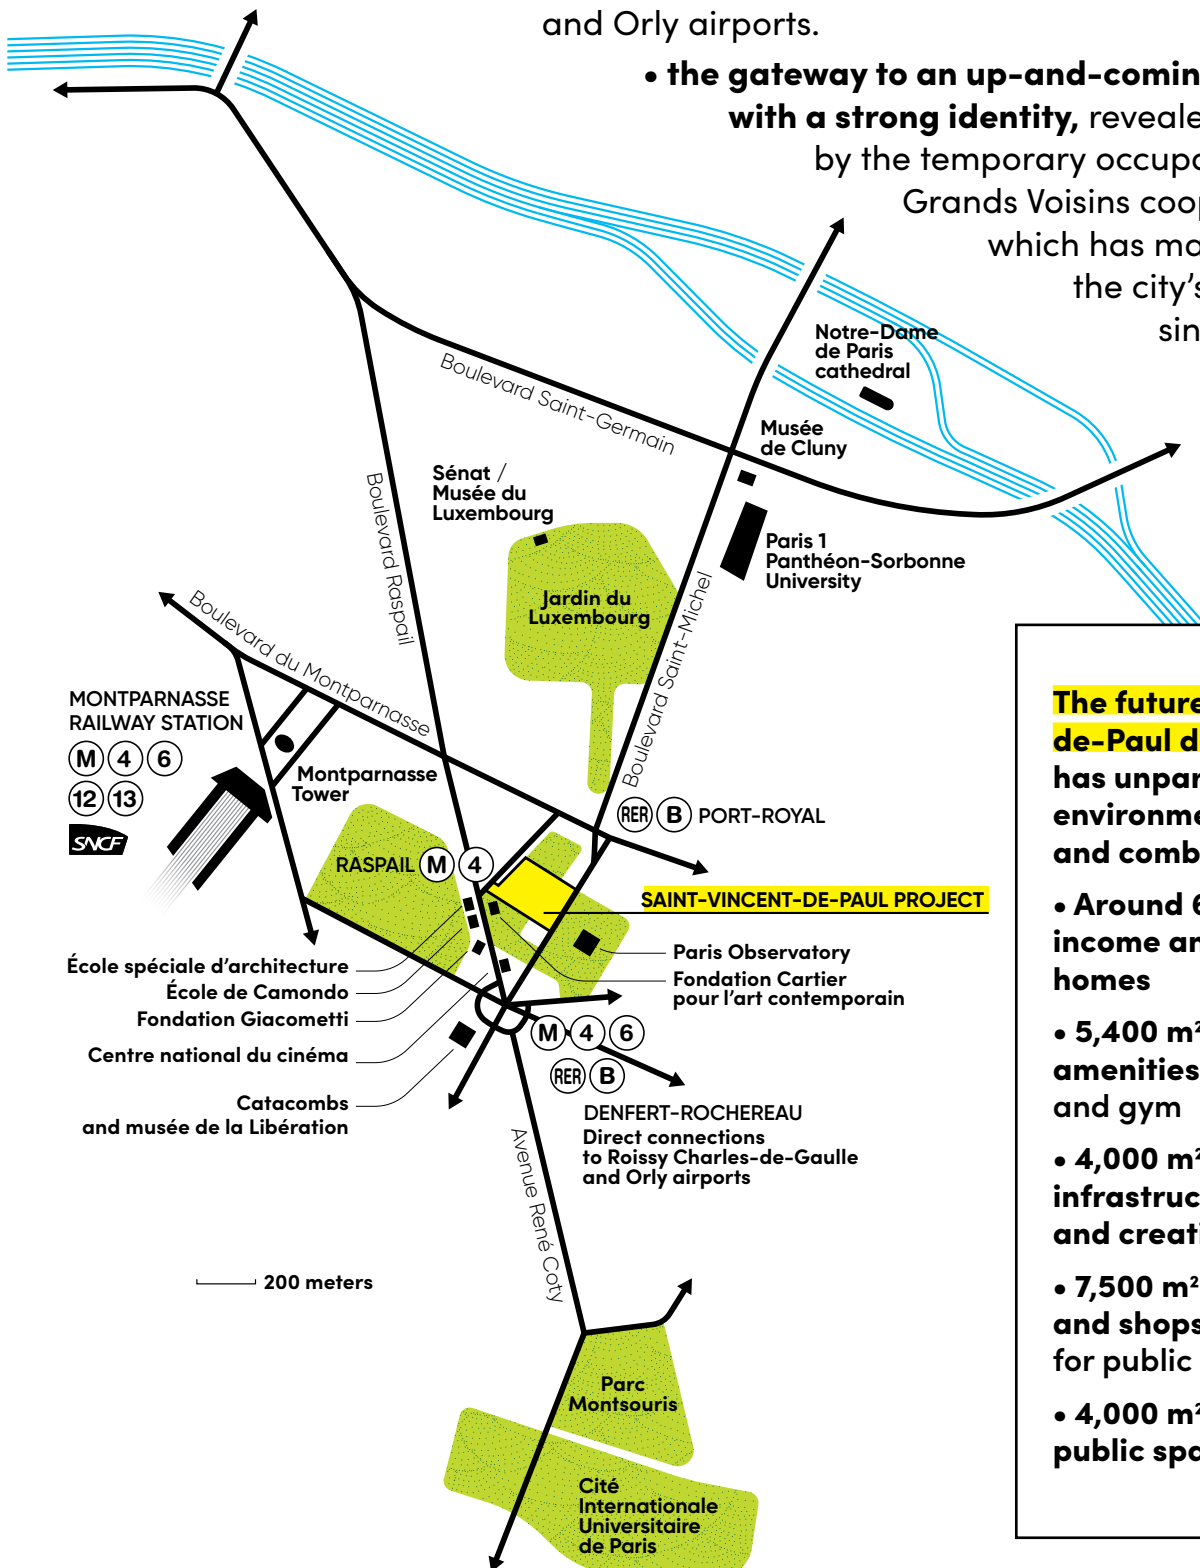 and Orly airports.
• the gateway to an up-and-comin
with a strong identity, reveale
by the temporary occupa
Grands Voisins coop
which has ma
the city's
sin
Notre-Dame
de Paris
cathedral
Boulevard Saint-Germain
Musée
de Cluny
Sénat /
Musée du
Luxembourg
Boulevard Raspail
Paris 1
Panthéon-Sorbonne
University
Jardin du
Luxembourg
Boulevard Saint-Michel
Boulevard du Montparnasse
MONTPARNASSE
RAILWAY STATION
M 4 6
12 13
SNCF
Montparnasse
Tower
RER B PORT-ROYAL
RASPAIL M 4
SAINT-VINCENT-DE-PAUL PROJECT
École spéciale d'architecture
École de Camondo
Fondation Giacometti
Centre national du cinéma
Catacombs
and musée de la Libération
Paris Observatory
Fondation Cartier
pour l'art contemporain
M 4 6
RER B
DENFERT-ROCHEREAU
Direct connections
to Roissy Charles-de-Gaulle
and Orly airports
Avenue René Coty
200 meters
Parc
Montsouris
Cité
Internationale
Universitaire
de Paris
The future
de-Paul d
has unpar
environme
and comb
• Around 6
income an
homes
• 5,400 m²
amenities
and gym
• 4,000 m²
infrastruc
and creati
• 7,500 m²
and shops
for public
• 4,000 m²
public spa